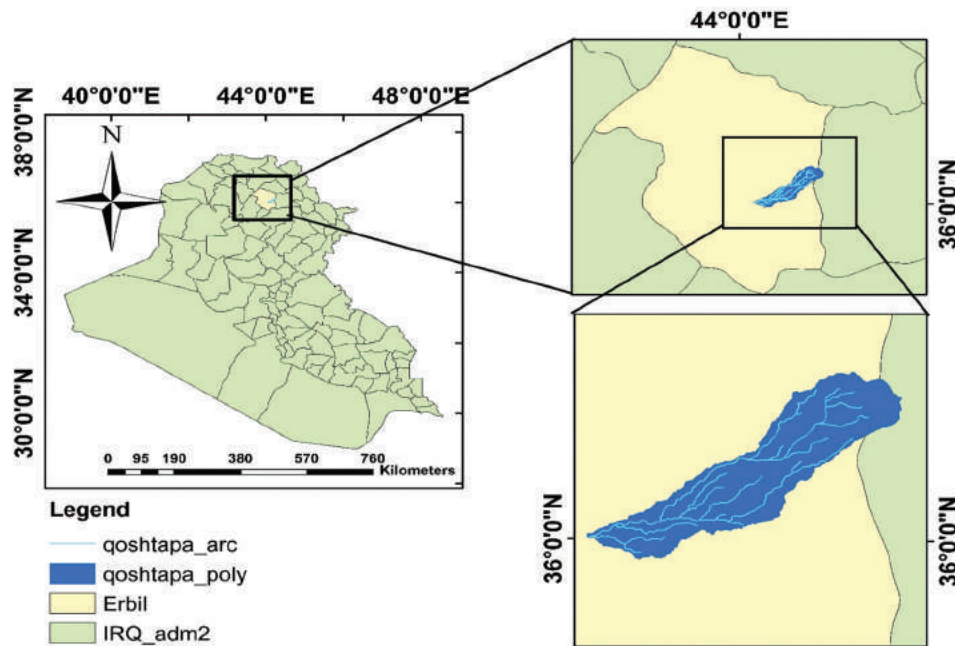 44°0'0"E
40°0'0"E 44°0'0"E 48°0'0"E
N
38°0'0"N
34°0'0"N
30°0'0"N
36°0'0"N
0 95 190 380 570 760
Kilometers
36°0'0"N 36°0'0"N
Legend
qoshtapa_arc
qoshtapa_poly
Erbil
IRQ_adm2